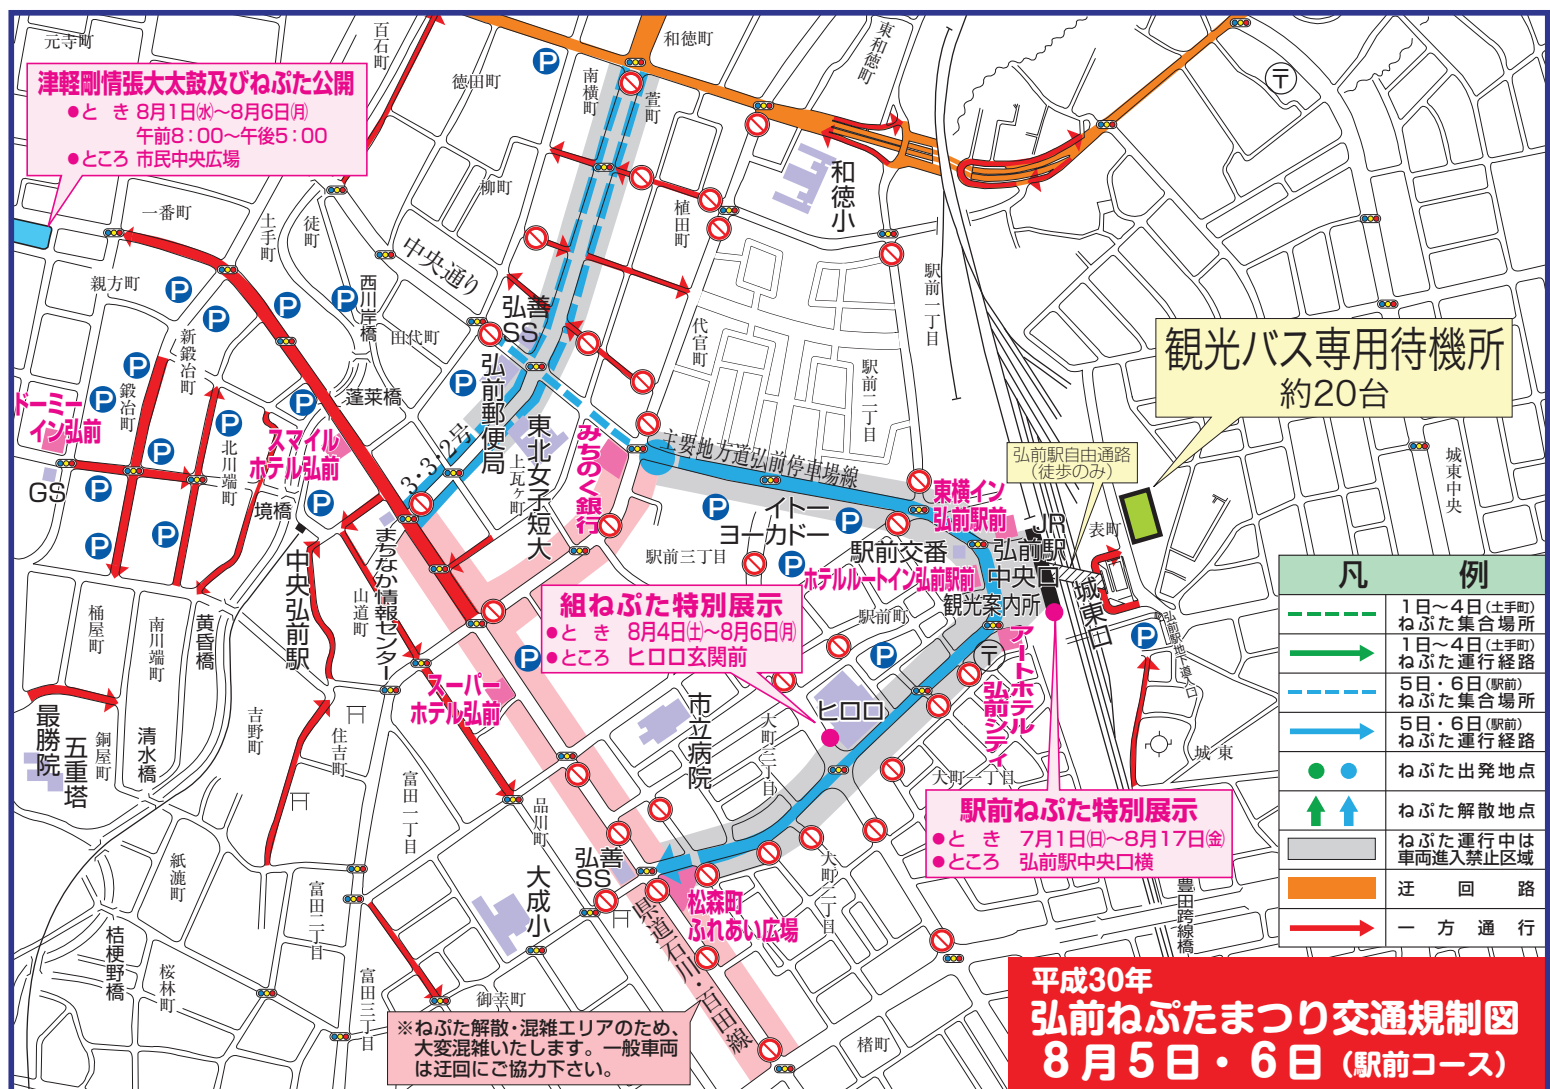 元寺町
百石町
和徳町
東和徳町
津軽剛情張大太鼓及びねぷた公開
●と き 8月1日㈬〜8月6日㈪
午前8：00〜午後5：00
●ところ 市民中央広場
徳田町
南横町
萱町
柳町
植田町
和徳小
一番町
土手町
徒町
中央通り
西川岸橋
親方町
新鍛冶町
鍛冶町
北川端町
田代町
蓬莱橋
弘善
SS
弘前郵便局
代官町
駅前一丁目
駅前二丁目
観光バス専用待機所
約20台
ドーミー
イン弘前
スマイル
ホテル弘前
GS
境橋
3・3・2号
東北女子短大
上瓦ヶ町
みちのく銀行
主要地方道弘前停車場線
弘前駅自由通路
（徒歩のみ）
城東中央
東横イン
弘前駅前
イトー
ヨーカドー
駅前三丁目
駅前交番
ホテルルートイン弘前駅前
JR
弘前駅
中央口
観光案内所
表町
城東口
弘前駅地下道入口
駅前町
中央弘前駅
山道町
まちなか情報センター
桶屋町
南川端町
黄昏橋
組ねぷた特別展示
●と き 8月4日㈯〜8月6日㈪
●ところ ヒロロ玄関前
スーパー
ホテル弘前
市立病院
大町三丁目
ヒロロ
アートホテル
弘前シティ
大町一丁目
城東
最勝院
五重塔
銅屋町
清水橋
吉野町
住吉町
富田一丁目
品川町
駅前ねぷた特別展示
●と き 7月1日㈰〜8月17日㈮
●ところ 弘前駅中央口横
弘善
SS
大町二丁目
豊田跨線橋
紙漉町
富田二丁目
大成小
松森町
ふれあい広場
県道石川・百田線
桔梗野橋
桜林町
富田三丁目
御幸町
楮町
※ねぷた解散・混雑エリアのため、
大変混雑いたします。一般車両
は迂回にご協力下さい。
凡 例
1日〜4日（土手町）
ねぷた集合場所
1日〜4日（土手町）
ねぷた運行経路
5日・6日（駅前）
ねぷた集合場所
5日・6日（駅前）
ねぷた運行経路
ねぷた出発地点
ねぷた解散地点
ねぷた運行中は
車両進入禁止区域
迂回路
一方通行
平成30年
弘前ねぷたまつり交通規制図
8月5日・6日（駅前コース）